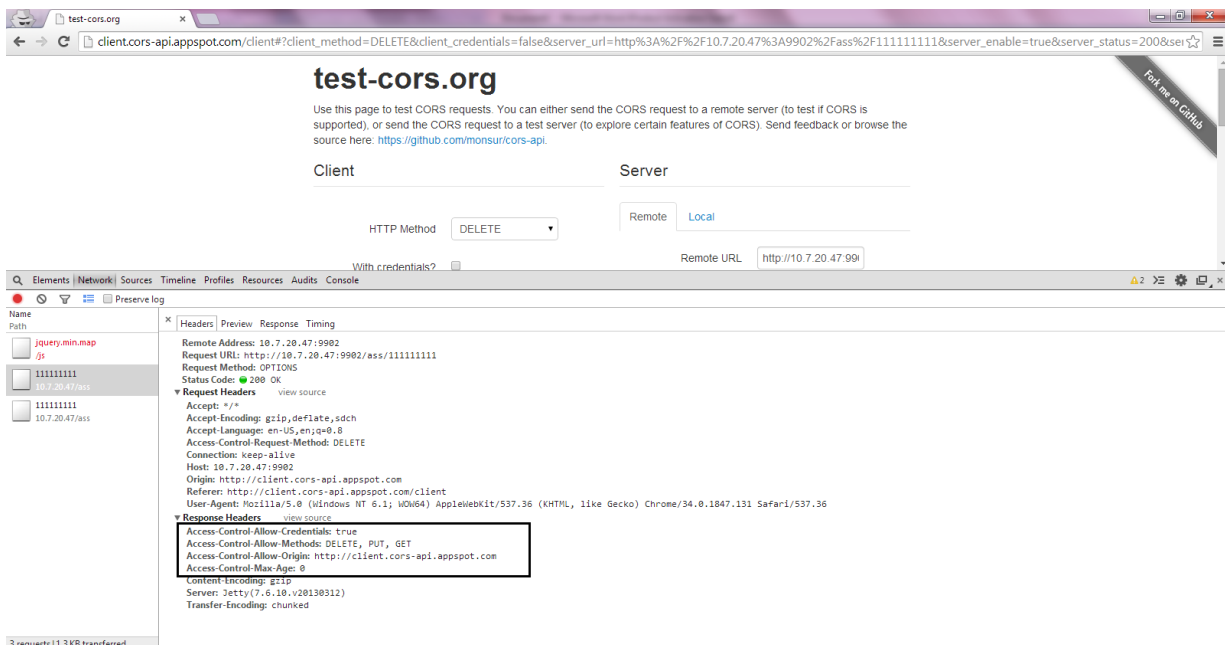 test-cors.org
client.cors-api.appspot.com/client#?client_method=DELETE&client_credentials=false&server_url=http%3A%2F%2F10.7.20.47%3A9902%2Fass%2F111111111&server_enable=true&server_status=200&ser
test-cors.org
Fork me on GitHub
Use this page to test CORS requests. You can either send the CORS request to a remote server (to test if CORS is
supported), or send the CORS request to a test server (to explore certain features of CORS). Send feedback or browse the
source here: https://github.com/monsur/cors-api.
Client
Server
Remote Local
HTTP Method DELETE
Remote URL http://10.7.20.47:990
With credentials?
Elements Network Sources Timeline Profiles Resources Audits Console 2
Preserve log
Name
Path
jquery.min.map
/js
111111111
10.7.20.47/ass
111111111
10.7.20.47/ass
Headers Preview Response Timing
Remote Address: 10.7.20.47:9902
Request URL: http://10.7.20.47:9902/ass/111111111
Request Method: OPTIONS
Status Code: 200 OK
Request Headers view source
Accept: */*
Accept-Encoding: gzip,deflate,sdch
Accept-Language: en-US,en;q=0.8
Access-Control-Request-Method: DELETE
Connection: keep-alive
Host: 10.7.20.47:9902
Origin: http://client.cors-api.appspot.com
Referer: http://client.cors-api.appspot.com/client
User-Agent: Mozilla/5.0 (Windows NT 6.1; WOW64) AppleWebKit/537.36 (KHTML, like Gecko) Chrome/34.0.1847.131 Safari/537.36
Response Headers view source
Access-Control-Allow-Credentials: true
Access-Control-Allow-Methods: DELETE, PUT, GET
Access-Control-Allow-Origin: http://client.cors-api.appspot.com
Access-Control-Max-Age: 0
Content-Encoding: gzip
Server: Jetty(7.6.10.v20130312)
Transfer-Encoding: chunked
3 requests | 1.3 KB transferred